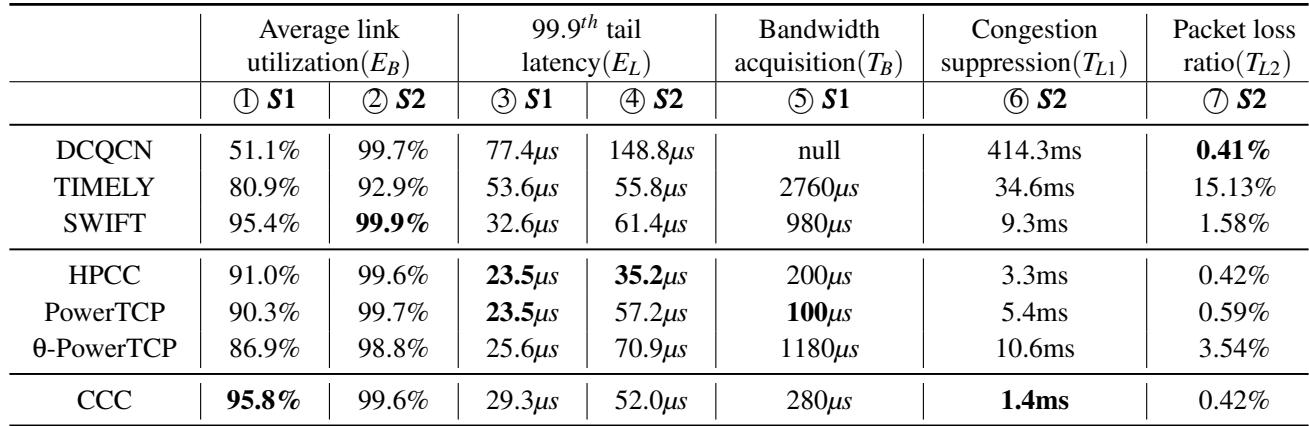 Average link 99.9th tail Bandwidth Congestion Packet loss
utilization(E_B) latency(E_L) acquisition(T_B) suppression(T_L1) ratio(T_L2)
① S1 ② S2 ③ S1 ④ S2 ⑤ S1 ⑥ S2 ⑦ S2
DCQCN 51.1% 99.7% 77.4μs 148.8μs null 414.3ms 0.41%
TIMELY 80.9% 92.9% 53.6μs 55.8μs 2760μs 34.6ms 15.13%
SWIFT 95.4% 99.9% 32.6μs 61.4μs 980μs 9.3ms 1.58%
HPCC 91.0% 99.6% 23.5μs 35.2μs 200μs 3.3ms 0.42%
PowerTCP 90.3% 99.7% 23.5μs 57.2μs 100μs 5.4ms 0.59%
θ-PowerTCP 86.9% 98.8% 25.6μs 70.9μs 1180μs 10.6ms 3.54%
CCC 95.8% 99.6% 29.3μs 52.0μs 280μs 1.4ms 0.42%